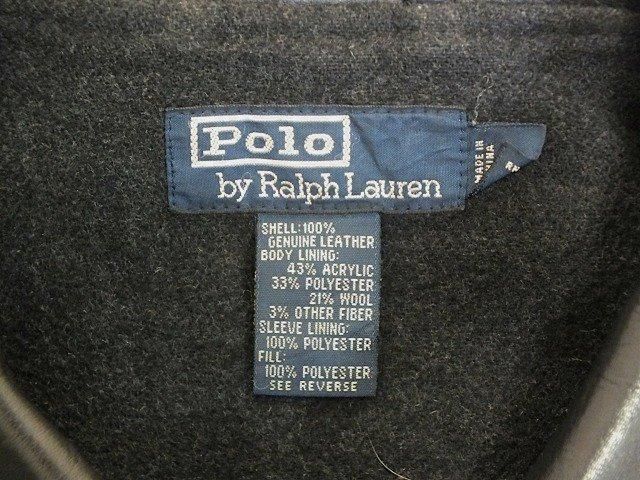 Polo
by Ralph Lauren
MADE IN
SHELL: 100%
GENUINE LEATHER
BODY LINING:
43% ACRYLIC
33% POLYESTER
21% WOOL
3% OTHER FIBER
SLEEVE LINING:
100% POLYESTER
FILL:
100% POLYESTER
SEE REVERSE